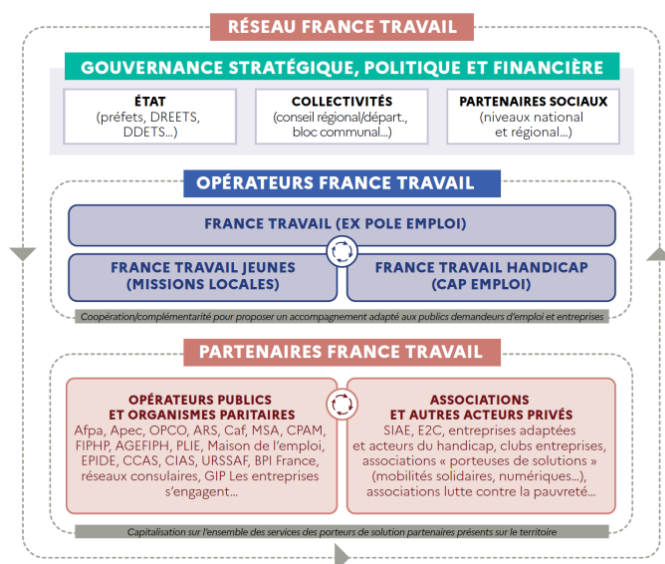 RÉSEAU FRANCE TRAVAIL
GOUVERNANCE STRATÉGIQUE, POLITIQUE ET FINANCIÈRE
ÉTAT
(préfets, DREETS,
DDETS...)
COLLECTIVITÉS
(conseil régional/départ.,
bloc communal...)
PARTENAIRES SOCIAUX
(niveaux national
et régional...)
OPÉRATEURS FRANCE TRAVAIL
FRANCE TRAVAIL (EX POLE EMPLOI)
FRANCE TRAVAIL JEUNES
(MISSIONS LOCALES)
FRANCE TRAVAIL HANDICAP
(CAP EMPLOI)
Coopération/complémentarité pour proposer un accompagnement adapté aux publics demandeurs d'emploi et entreprises
PARTENAIRES FRANCE TRAVAIL
OPÉRATEURS PUBLICS
ET ORGANISMES PARITAIRES
Afpa, Apec, OPCO, ARS, Caf, MSA, CPAM,
FIPHP, AGEFIPH, PLIE, Maison de l'emploi,
EPIDE, CCAS, CIAS, URSSAF, BPI France,
réseaux consulaires, GIP Les entreprises
s'engagent...
ASSOCIATIONS
ET AUTRES ACTEURS PRIVÉS
SIAE, E2C, entreprises adaptées
et acteurs du handicap, clubs entreprises,
associations « porteuses de solutions »
(mobilités solidaires, numériques...),
associations lutte contre la pauvreté...
Capitalisation sur l'ensemble des services des porteurs de solution partenaires présents sur le territoire